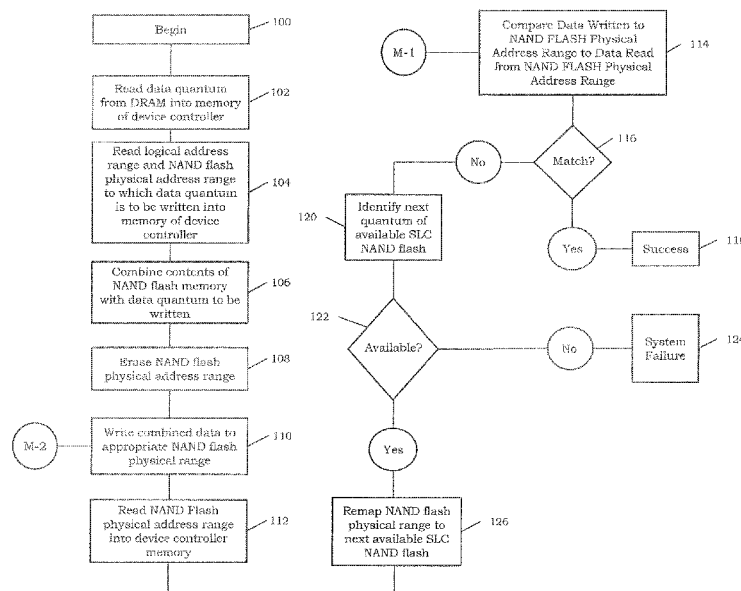 Begin
100
Read data quantum
from DRAM into memory
of device controller
102
Read logical address
range and NAND flash
physical address range
to which data quantum
is to be written into
memory of device
controller
104
Combine contents of
NAND flash memory
with data quantum to be
written
106
Erase NAND flash
physical address range
108
M-2
Write combined data to
appropriate NAND flash
physical range
110
Read NAND Flash
physical address range
into device controller
memory
112
M-1
Compare Data Written to
NAND FLASH Physical
Address Range to Data Read
from NAND FLASH Physical
Address Range
114
Match?
116
No
Yes
Success
120
Identify next
quantum of
available SLC
NAND flash
122
Available?
No
System
Failure
124
Yes
Remap NAND flash
physical range to
next available SLC
NAND flash
126